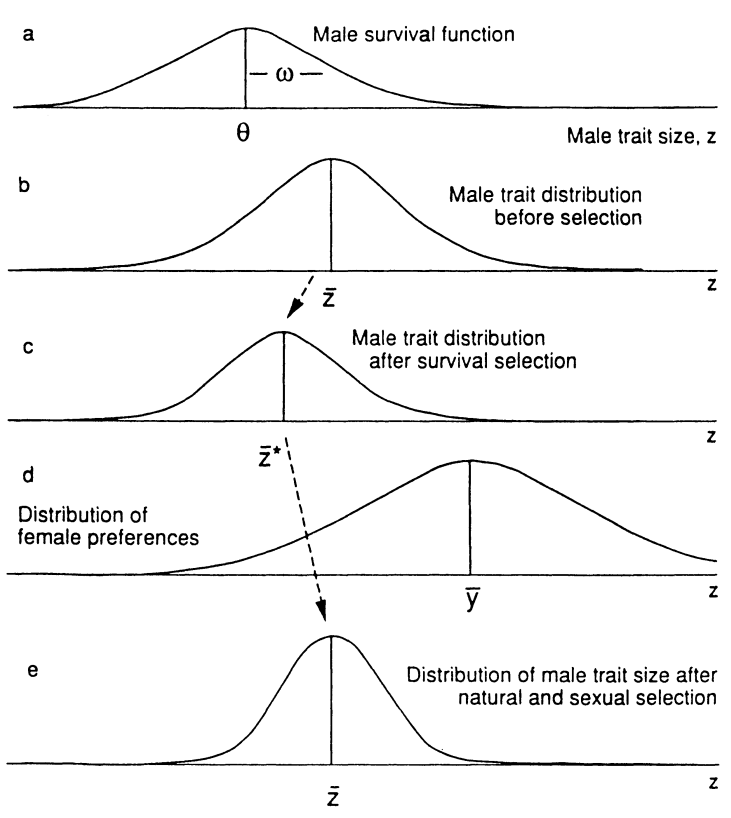 a
Male survival function
ω
θ
Male trait size, z
b
Male trait distribution
before selection
z
z̄
c
Male trait distribution
after survival selection
z
z̄*
d
Distribution of
female preferences
z
ȳ
e
Distribution of male trait size after
natural and sexual selection
z
z̄